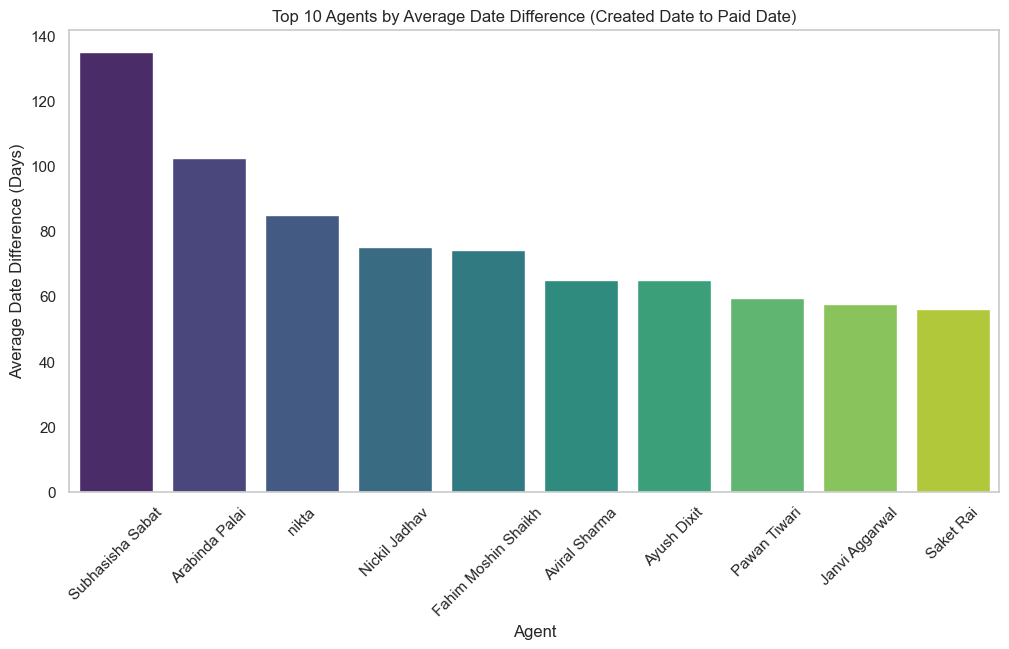 Top 10 Agents by Average Date Difference (Created Date to Paid Date)
Average Date Difference (Days)
140
120
100
80
60
40
20
0
Subhasisha Sabat
Arabinda Palai
nikta
Nickil Jadhav
Fahim Moshin Shaikh
Aviral Sharma
Ayush Dixit
Pawan Tiwari
Janvi Aggarwal
Saket Rai
Agent